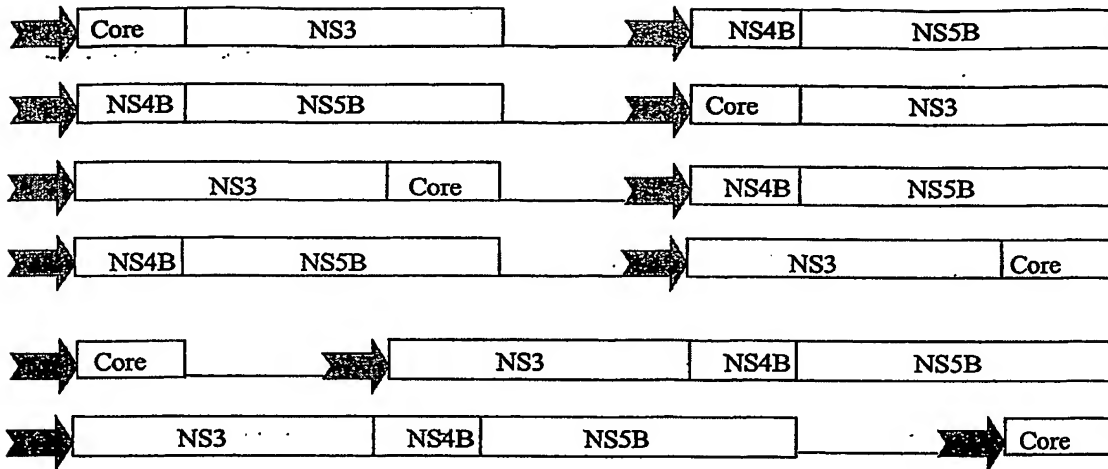 Core NS3 NS4B NS5B
NS4B NS5B Core NS3
NS3 Core NS4B NS5B
NS4B NS5B NS3 Core
Core NS3 NS4B NS5B
NS3 NS4B NS5B Core